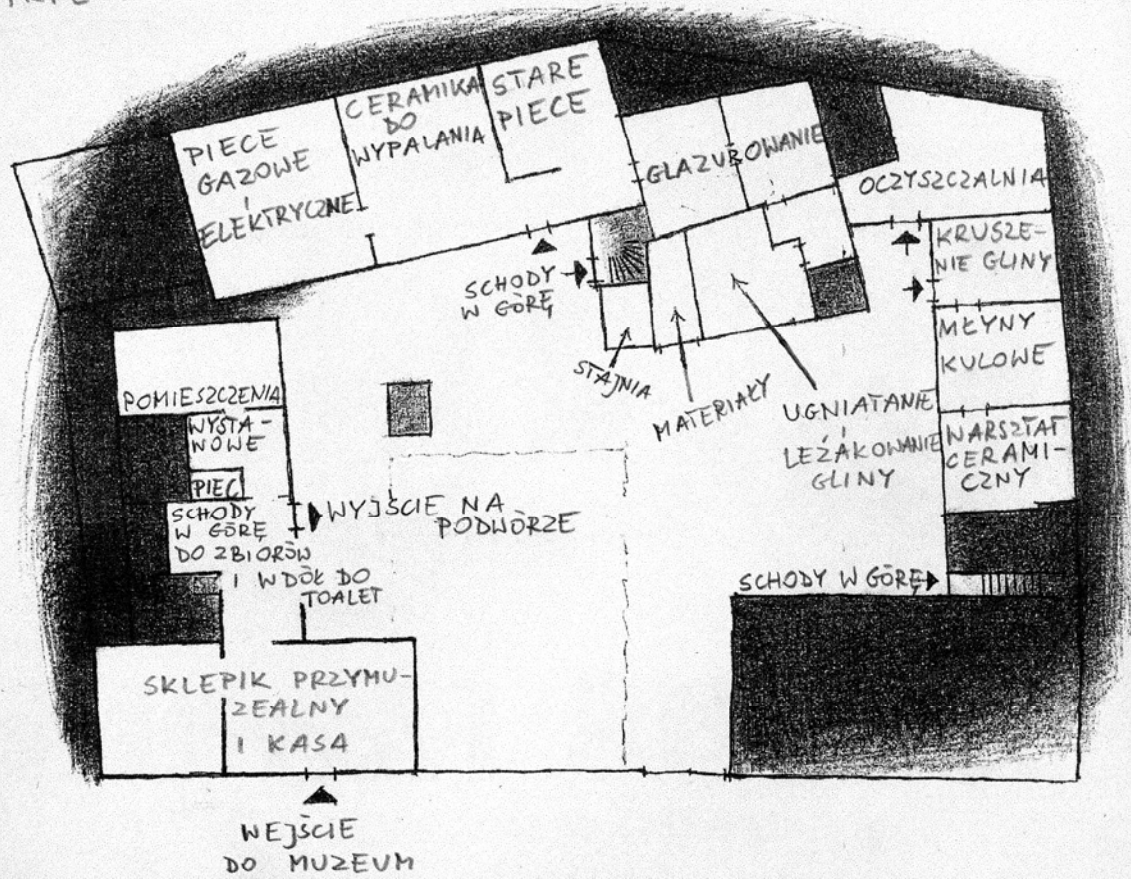 PIECE
GAZOWE
I
ELEKTRYCZNE
CERAMIKA
DO
WYPALANIA
STARE
PIECE
GLAZUROWANIE
OCZYSZCZALNIA
KRUSZE-
NIE GLINY
MŁYNY
KULOWE
WARSZTAT
CERAMI-
CZNY
SCHODY
W GÓRĘ
STAJNIA
MATERIAŁY
UGNIATANIE
I
LEŻAKOWANIE
GLINY
POMIESZCZENIA
WYSTA-
WOWE
PIEC
SCHODY
W GÓRĘ
DO ZBIORÓW
I W DÓŁ DO
TOALET
WYJŚCIE NA
PODWÓRZE
SCHODY W GÓRĘ
SKLEPIK PRZYMU-
ZEALNY
I KASA
WEJŚCIE
DO MUZEUM